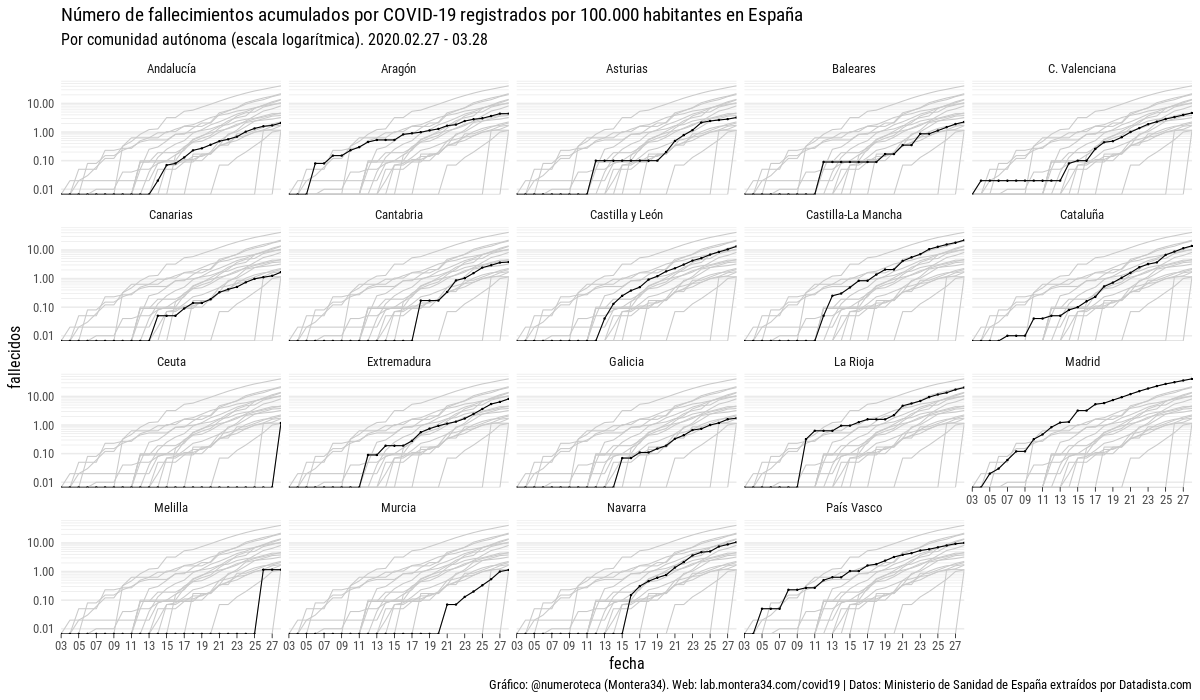 Número de fallecimientos acumulados por COVID-19 registrados por 100.000 habitantes en España
Por comunidad autónoma (escala logarítmica). 2020.02.27 - 03.28
Andalucía Aragón Asturias Baleares C. Valenciana
10.00
1.00
0.10
0.01
Canarias Cantabria Castilla y León Castilla-La Mancha Cataluña
10.00
1.00
0.10
0.01
fallecidos
Ceuta Extremadura Galicia La Rioja Madrid
10.00
1.00
0.10
0.01
03 05 07 09 11 13 15 17 19 21 23 25 27
Melilla Murcia Navarra País Vasco
10.00
1.00
0.10
0.01
03 05 07 09 11 13 15 17 19 21 23 25 27 03 05 07 09 11 13 15 17 19 21 23 25 27 03 05 07 09 11 13 15 17 19 21 23 25 27 03 05 07 09 11 13 15 17 19 21 23 25 27
fecha
Gráfico: @numeroteca (Montera34). Web: lab.montera34.com/covid19 | Datos: Ministerio de Sanidad de España extraídos por Datadista.com